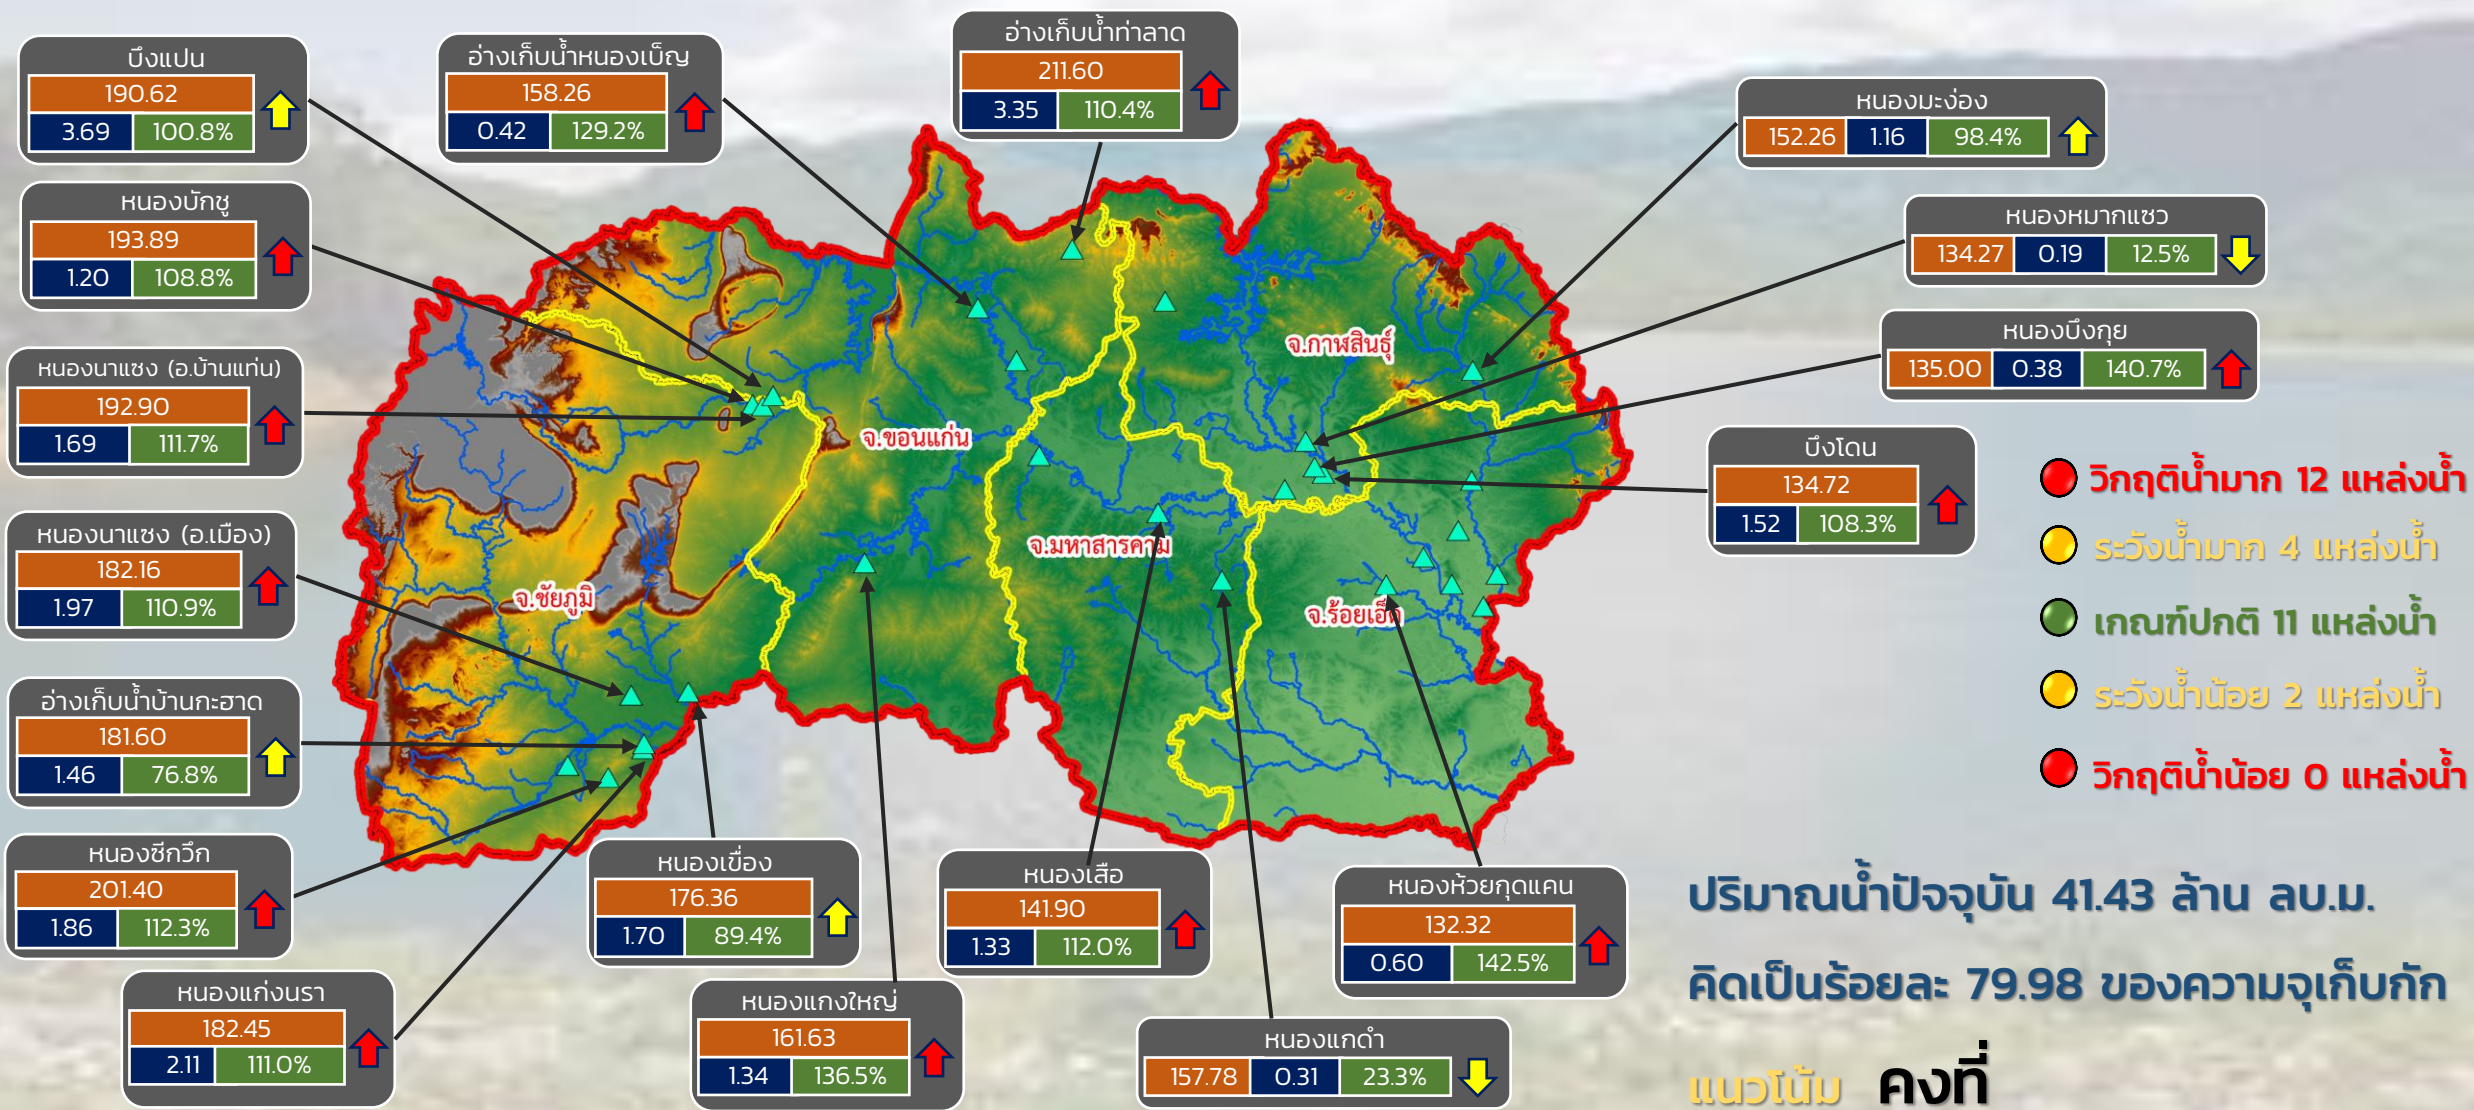 บึงแปน
190.62
3.69 100.8%
อ่างเก็บน้ำหนองเบ็ญ
158.26
0.42 129.2%
อ่างเก็บน้ำท่าลาด
211.60
3.35 110.4%
หนองมะง่อง
152.26 1.16 98.4%
หนองบักชู
193.89
1.20 108.8%
หนองหมากแซว
134.27 0.19 12.5%
หนองบึงกุย
135.00 0.38 140.7%
หนองนาแซง (อ.บ้านแท่น)
192.90
1.69 111.7%
บึงโดน
134.72
1.52 108.3%
หนองนาแซง (อ.เมือง)
182.16
1.97 110.9%
อ่างเก็บน้ำบ้านกะฮาด
181.60
1.46 76.8%
หนองซีกวึก
201.40
1.86 112.3%
หนองแก่งนรา
182.45
2.11 111.0%
หนองเขื่อง
176.36
1.70 89.4%
หนองแกงใหญ่
161.63
1.34 136.5%
หนองเสือ
141.90
1.33 112.0%
หนองแกดำ
157.78 0.31 23.3%
หนองห้วยกุดแคน
132.32
0.60 142.5%
จ.กาฬสินธุ์
จ.ขอนแก่น
จ.มหาสารคาม
จ.ชัยภูมิ
จ.ร้อยเอ็ด
วิกฤติน้ำมาก 12 แหล่งน้ำ
ระวังน้ำมาก 4 แหล่งน้ำ
เกณฑ์ปกติ 11 แหล่งน้ำ
ระวังน้ำน้อย 2 แหล่งน้ำ
วิกฤติน้ำน้อย 0 แหล่งน้ำ
ปริมาณน้ำปัจจุบัน 41.43 ล้าน ลบ.ม.
คิดเป็นร้อยละ 79.98 ของความจุเก็บกัก
แนวโน้ม คงที่